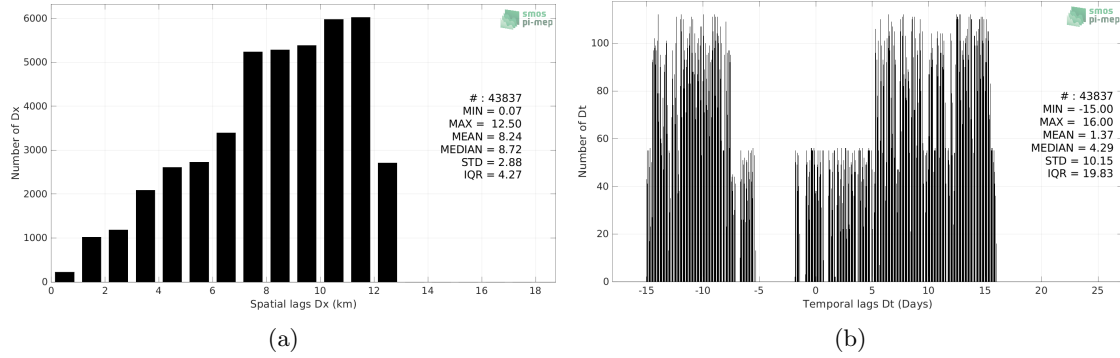 6000
5000
4000
3000
2000
1000
0
Number of Dx
0 2 4 6 8 10 12 14 16 18
Spatial lags Dx (km)
smos
pi-mep
# : 43837
MIN = 0.07
MAX = 12.50
MEAN = 8.24
MEDIAN = 8.72
STD = 2.88
IQR = 4.27
(a)
100
80
60
40
20
0
Number of Dt
-15 -10 -5 0 5 10 15 20 25
Temporal lags Dt (Days)
smos
pi-mep
# : 43837
MIN = -15.00
MAX = 16.00
MEAN = 1.37
MEDIAN = 4.29
STD = 10.15
IQR = 19.83
(b)